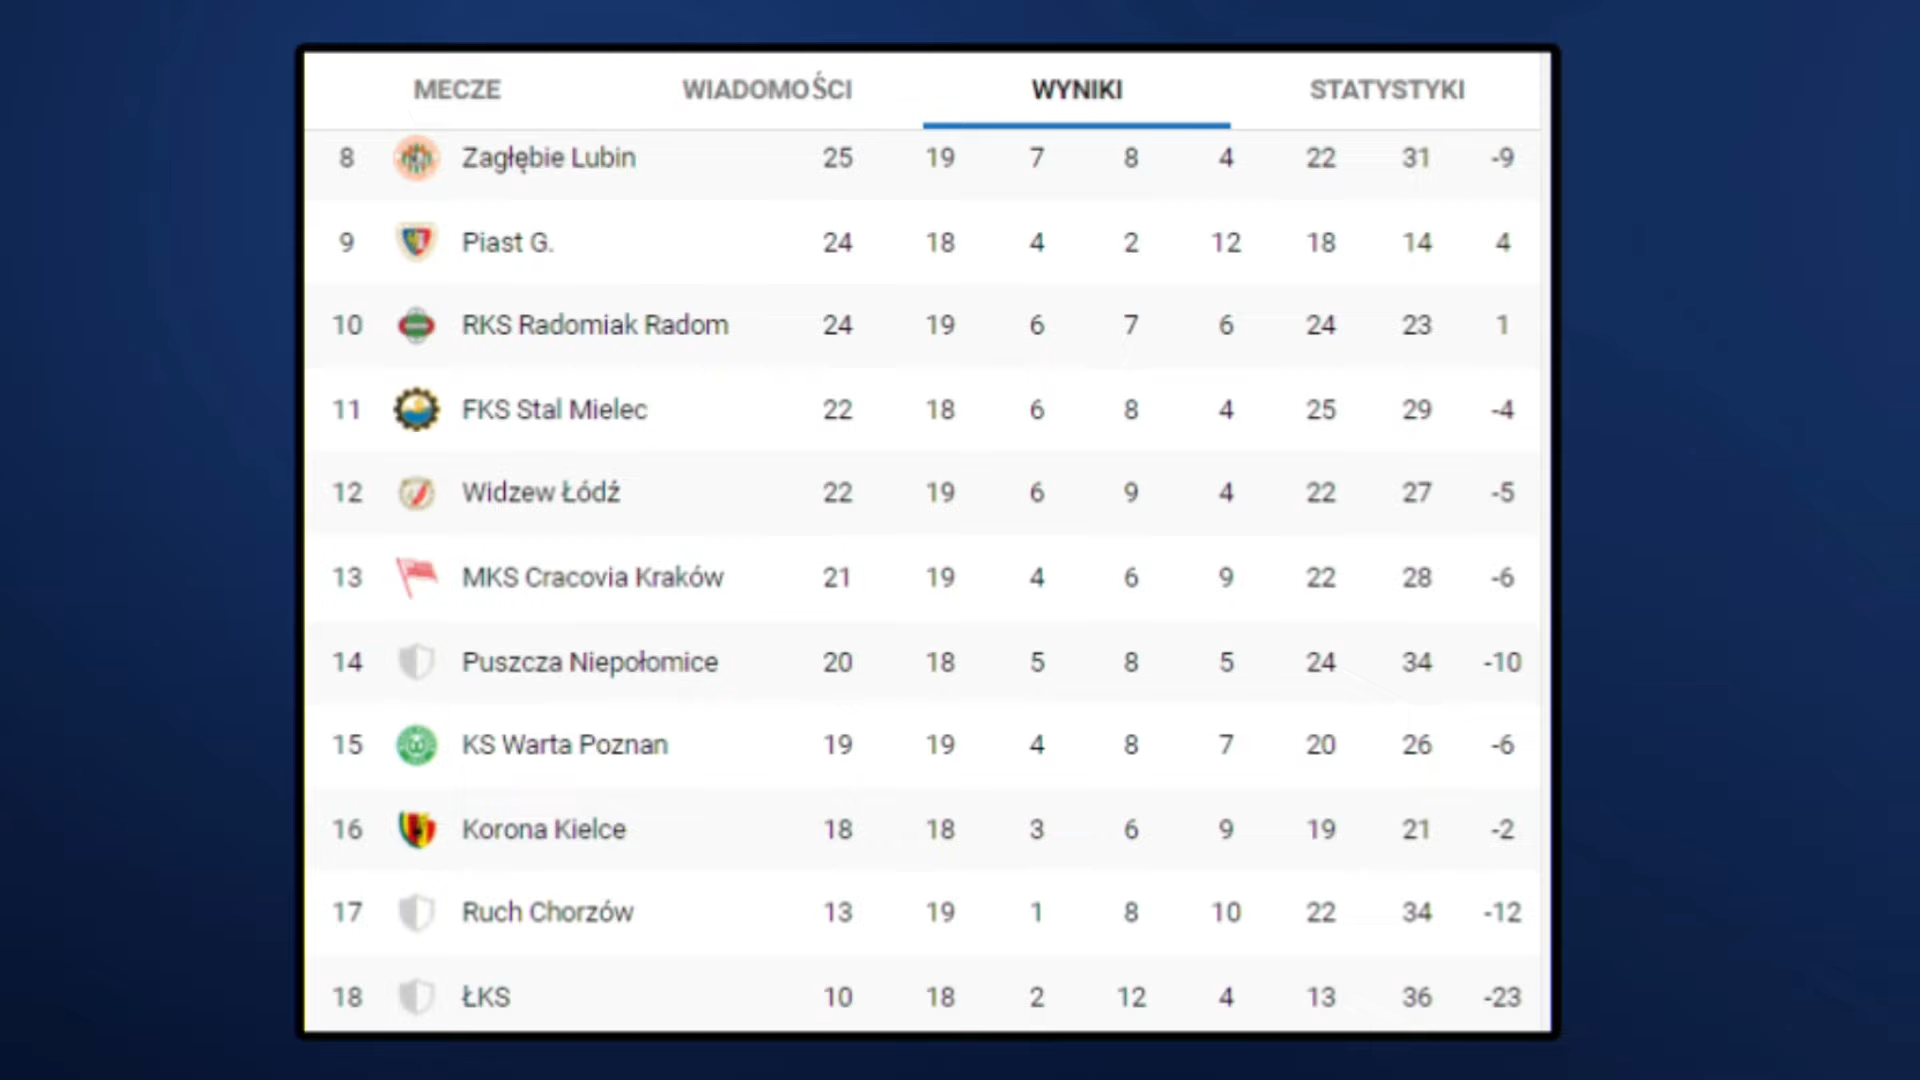 MECZE WIADOMOŚCI WYNIKI STATYSTYKI
8 Zagłębie Lubin 25 19 7 8 4 22 31 -9
9 Piast G. 24 18 4 2 12 18 14 4
10 RKS Radomiak Radom 24 19 6 7 6 24 23 1
11 FKS Stal Mielec 22 18 6 8 4 25 29 -4
12 Widzew Łódź 22 19 6 9 4 22 27 -5
13 MKS Cracovia Kraków 21 19 4 6 9 22 28 -6
14 Puszcza Niepołomice 20 18 5 8 5 24 34 -10
15 KS Warta Poznan 19 19 4 8 7 20 26 -6
16 Korona Kielce 18 18 3 6 9 19 21 -2
17 Ruch Chorzów 13 19 1 8 10 22 34 -12
18 ŁKS 10 18 2 12 4 13 36 -23